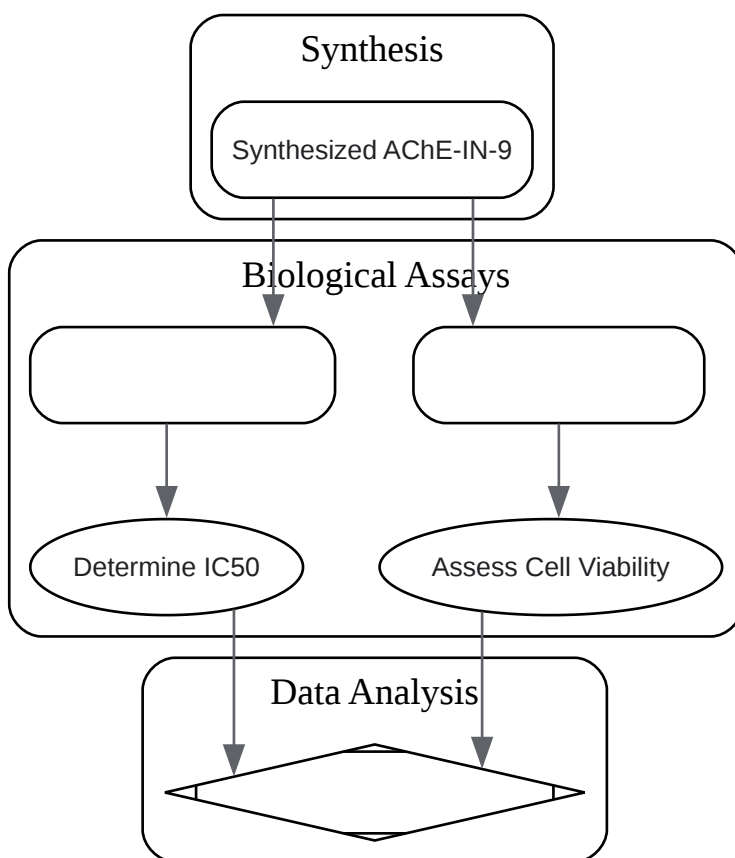 Synthesis
Synthesized AChE-IN-9
Biological Assays
Determine IC50
Assess Cell Viability
Data Analysis